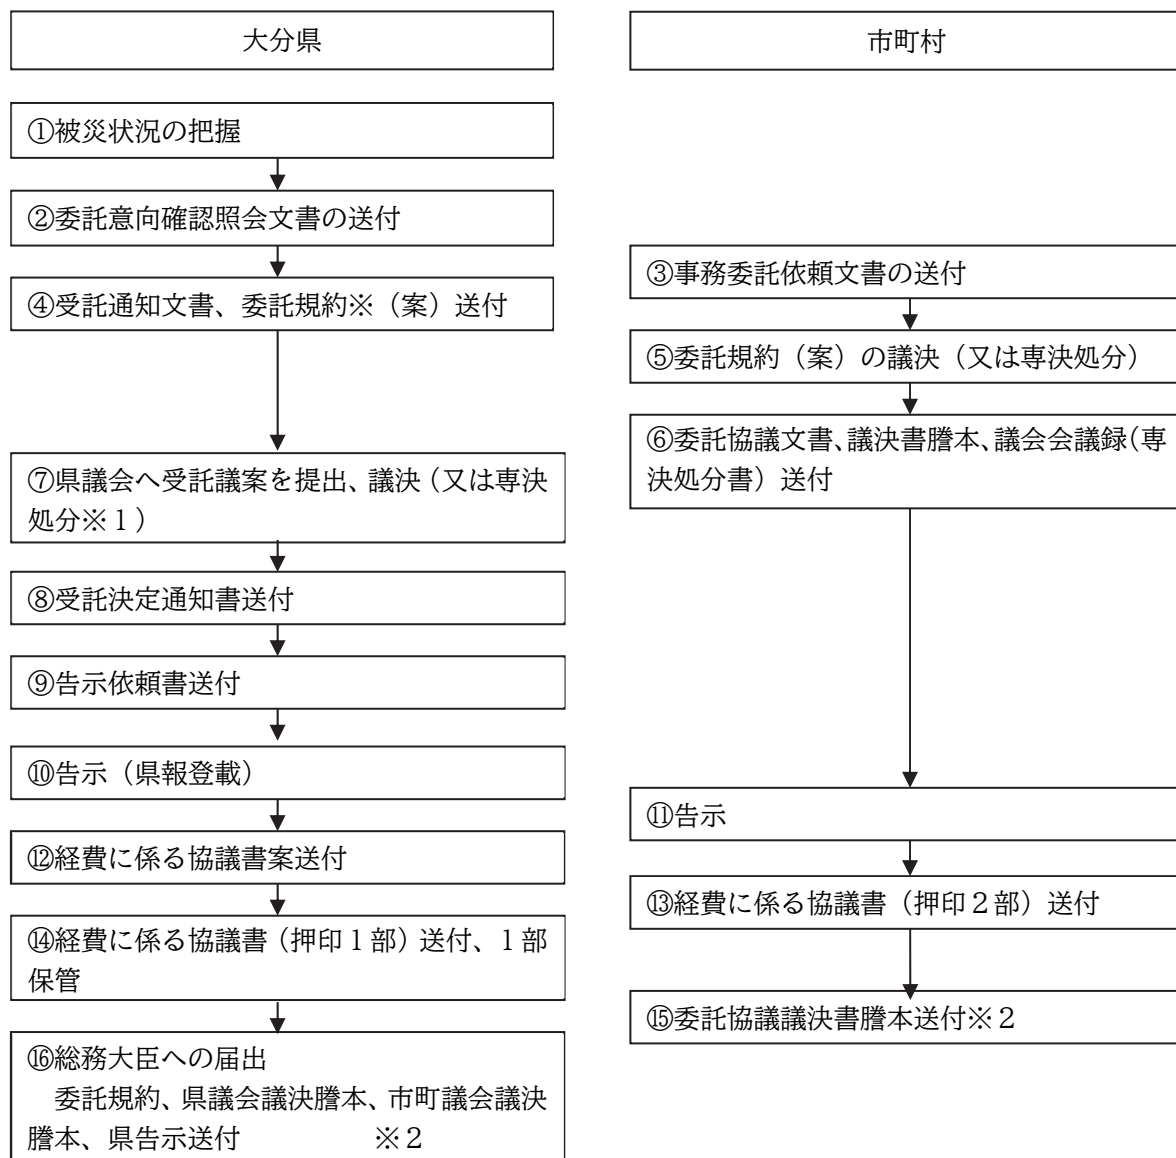 大分県
市町村
①被災状況の把握
②委託意向確認照会文書の送付
③事務委託依頼文書の送付
④受託通知文書、委託規約※（案）送付
⑤委託規約（案）の議決（又は専決処分）
⑥委託協議文書、議決書謄本、議会会議録（専
決処分書）送付
⑦県議会へ受託議案を提出、議決（又は専決
処分※１）
⑧受託決定通知書送付
⑨告示依頼書送付
⑩告示（県報登載）
⑪告示
⑫経費に係る協議書案送付
⑬経費に係る協議書（押印２部）送付
⑭経費に係る協議書（押印１部）送付、１部
保管
⑮委託協議議決書謄本送付※２
⑯総務大臣への届出
委託規約、県議会議決謄本、市町議会議決
謄本、県告示送付　※２